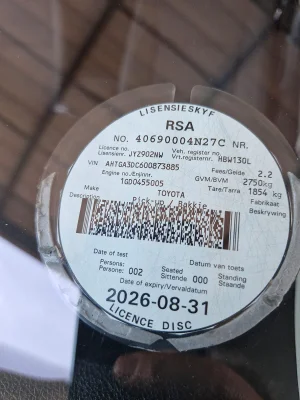 LISENSIESKYF
RSA
NO. 40690004N27C NR.
Licence no. Veh. register no.
Lisensienr. JYZ902NW Vrt.registernr. HBW130L
VIN AHTGA3DC600873885 Fees/Gelde 2.2
Engine no./Enjinnr. GVM/BVM 2750kg
1GD0455005 Tare/Tarra 1854 kg
Make TOYOTA Fabrikaat
Description Pick-up / Bakkie Beskrywing
Date of test Datum van toets
Persons: Seated Standing
Persone: 002 Sittende 000 Staande
Date of expiry/Vervaldatum
2026-08-31
LICENCE DISC